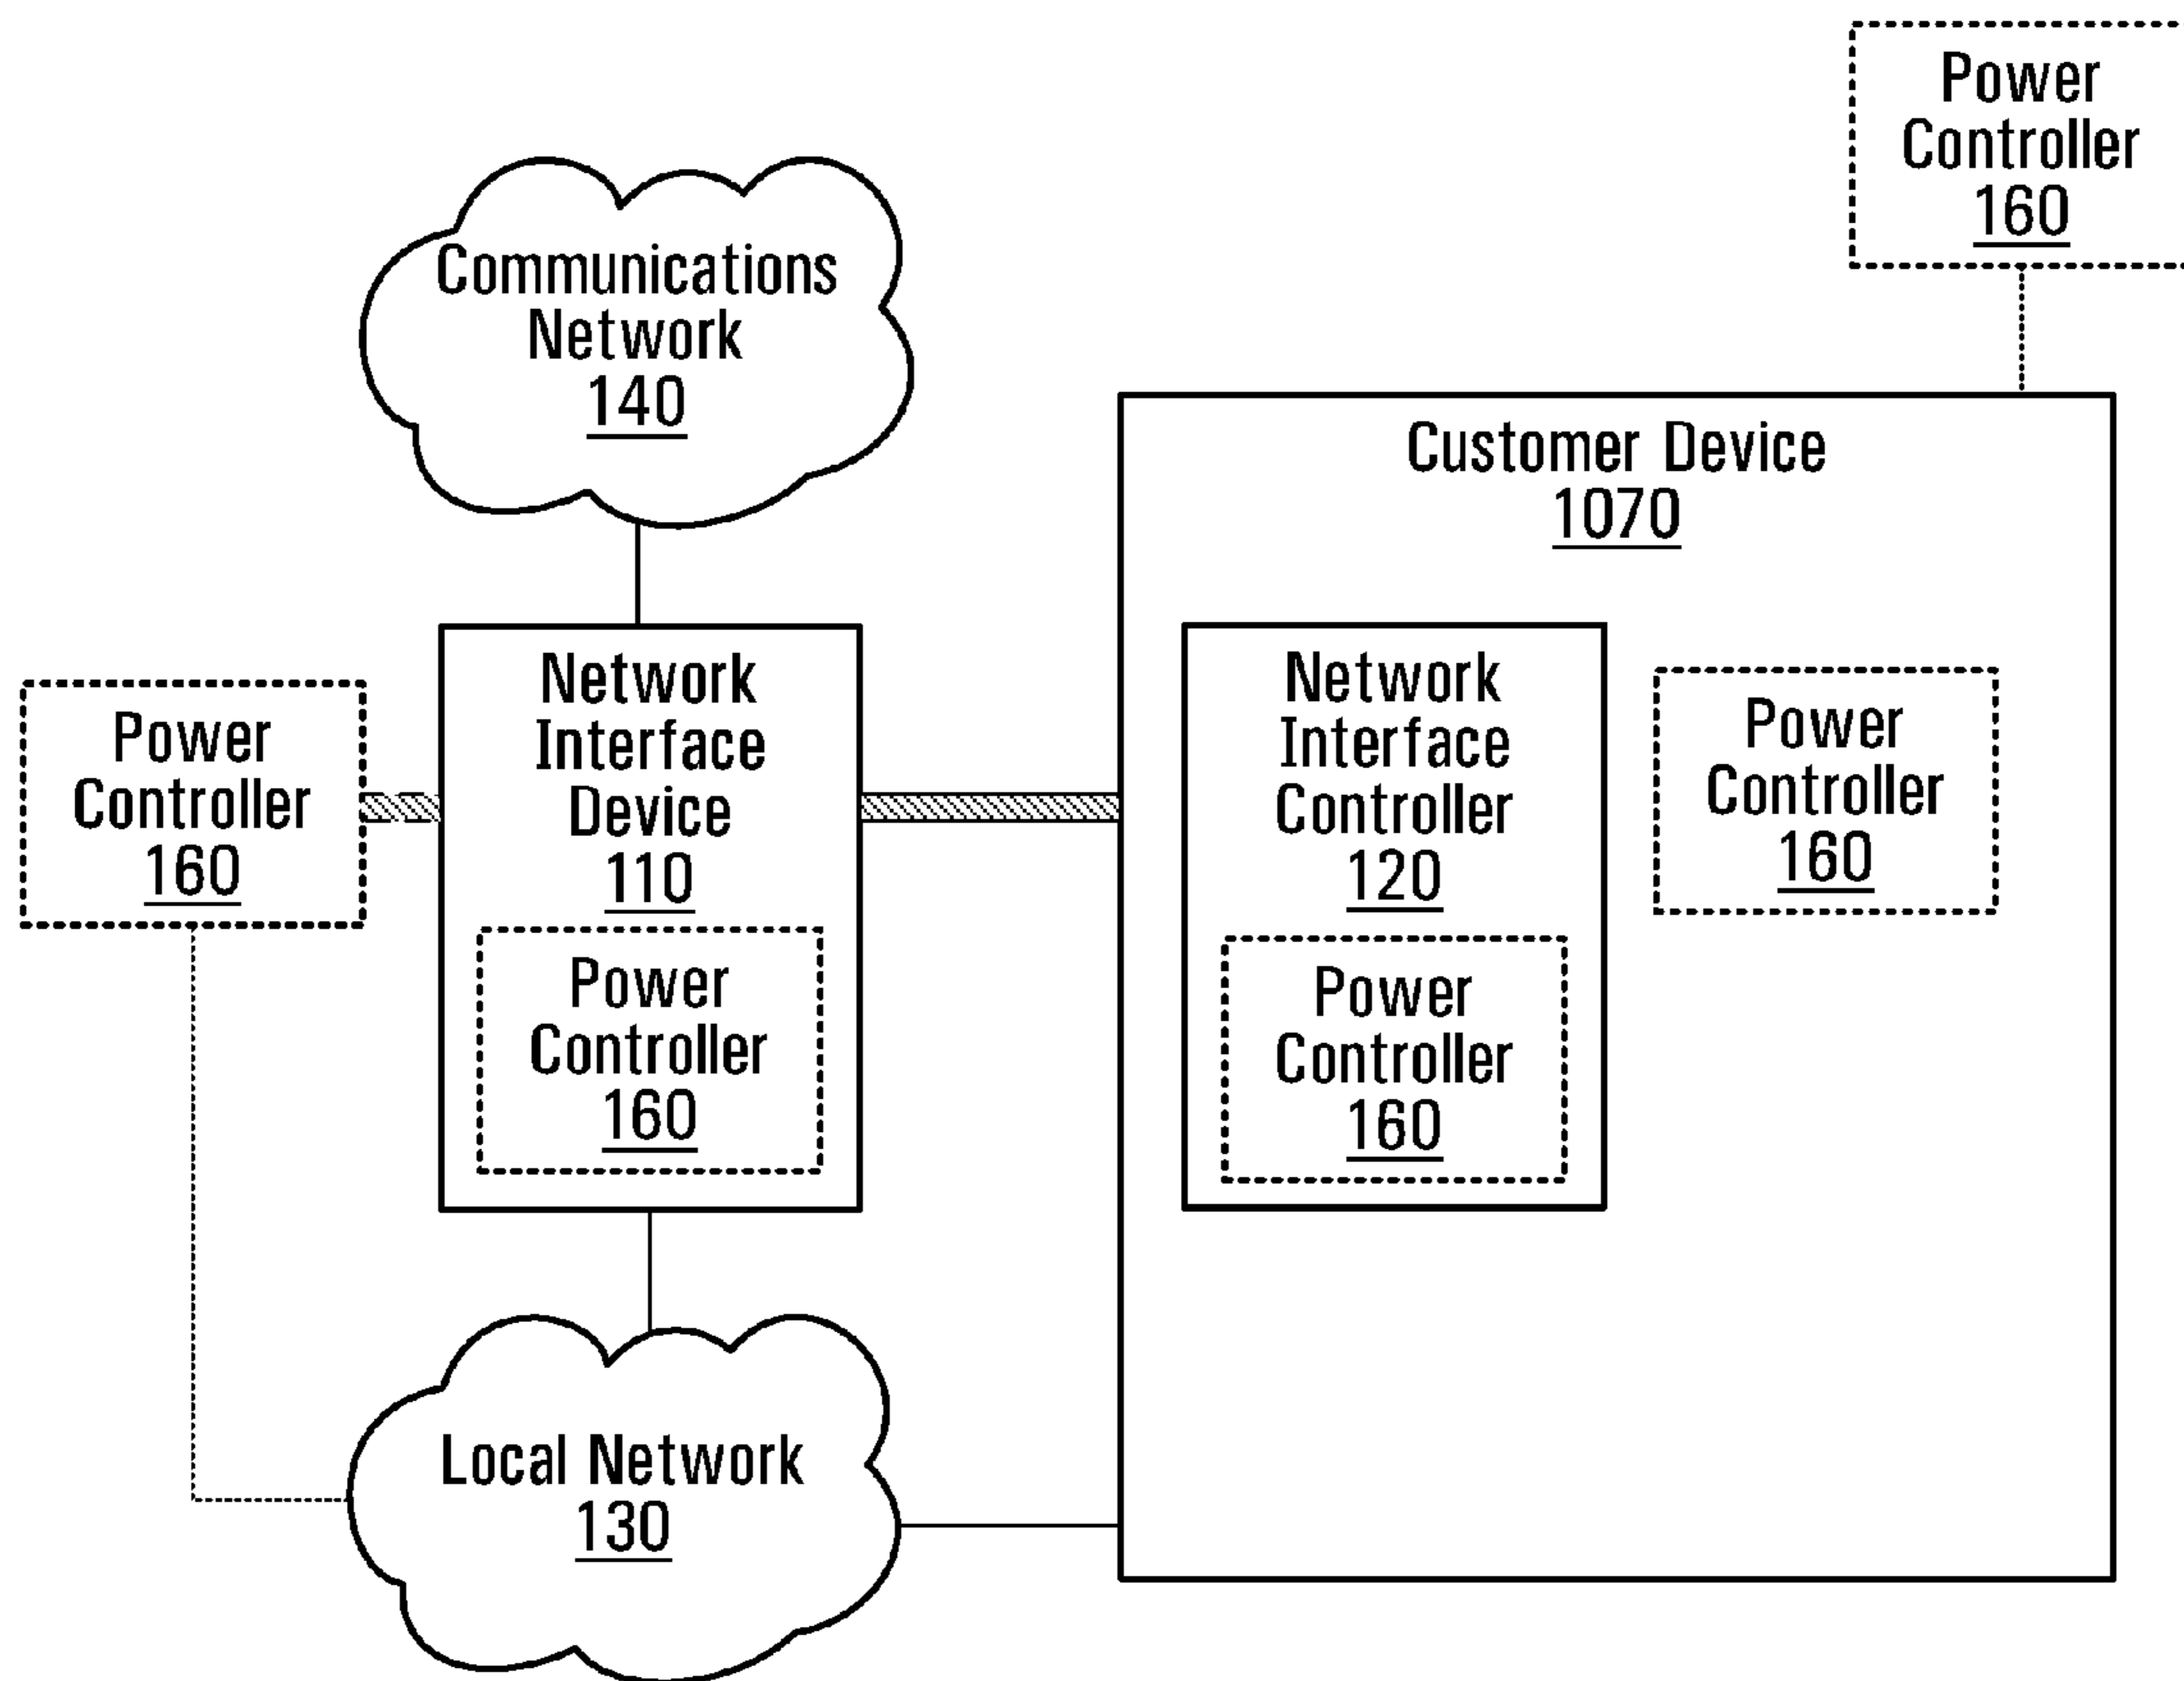 Power
Controller
160
Communications
Network
140
Customer Device
1070
Network
Interface
Device
110
Network
Interface
Controller
120
Power
Controller
160
Power
Controller
160
Power
Controller
160
Power
Controller
160
Local Network
130